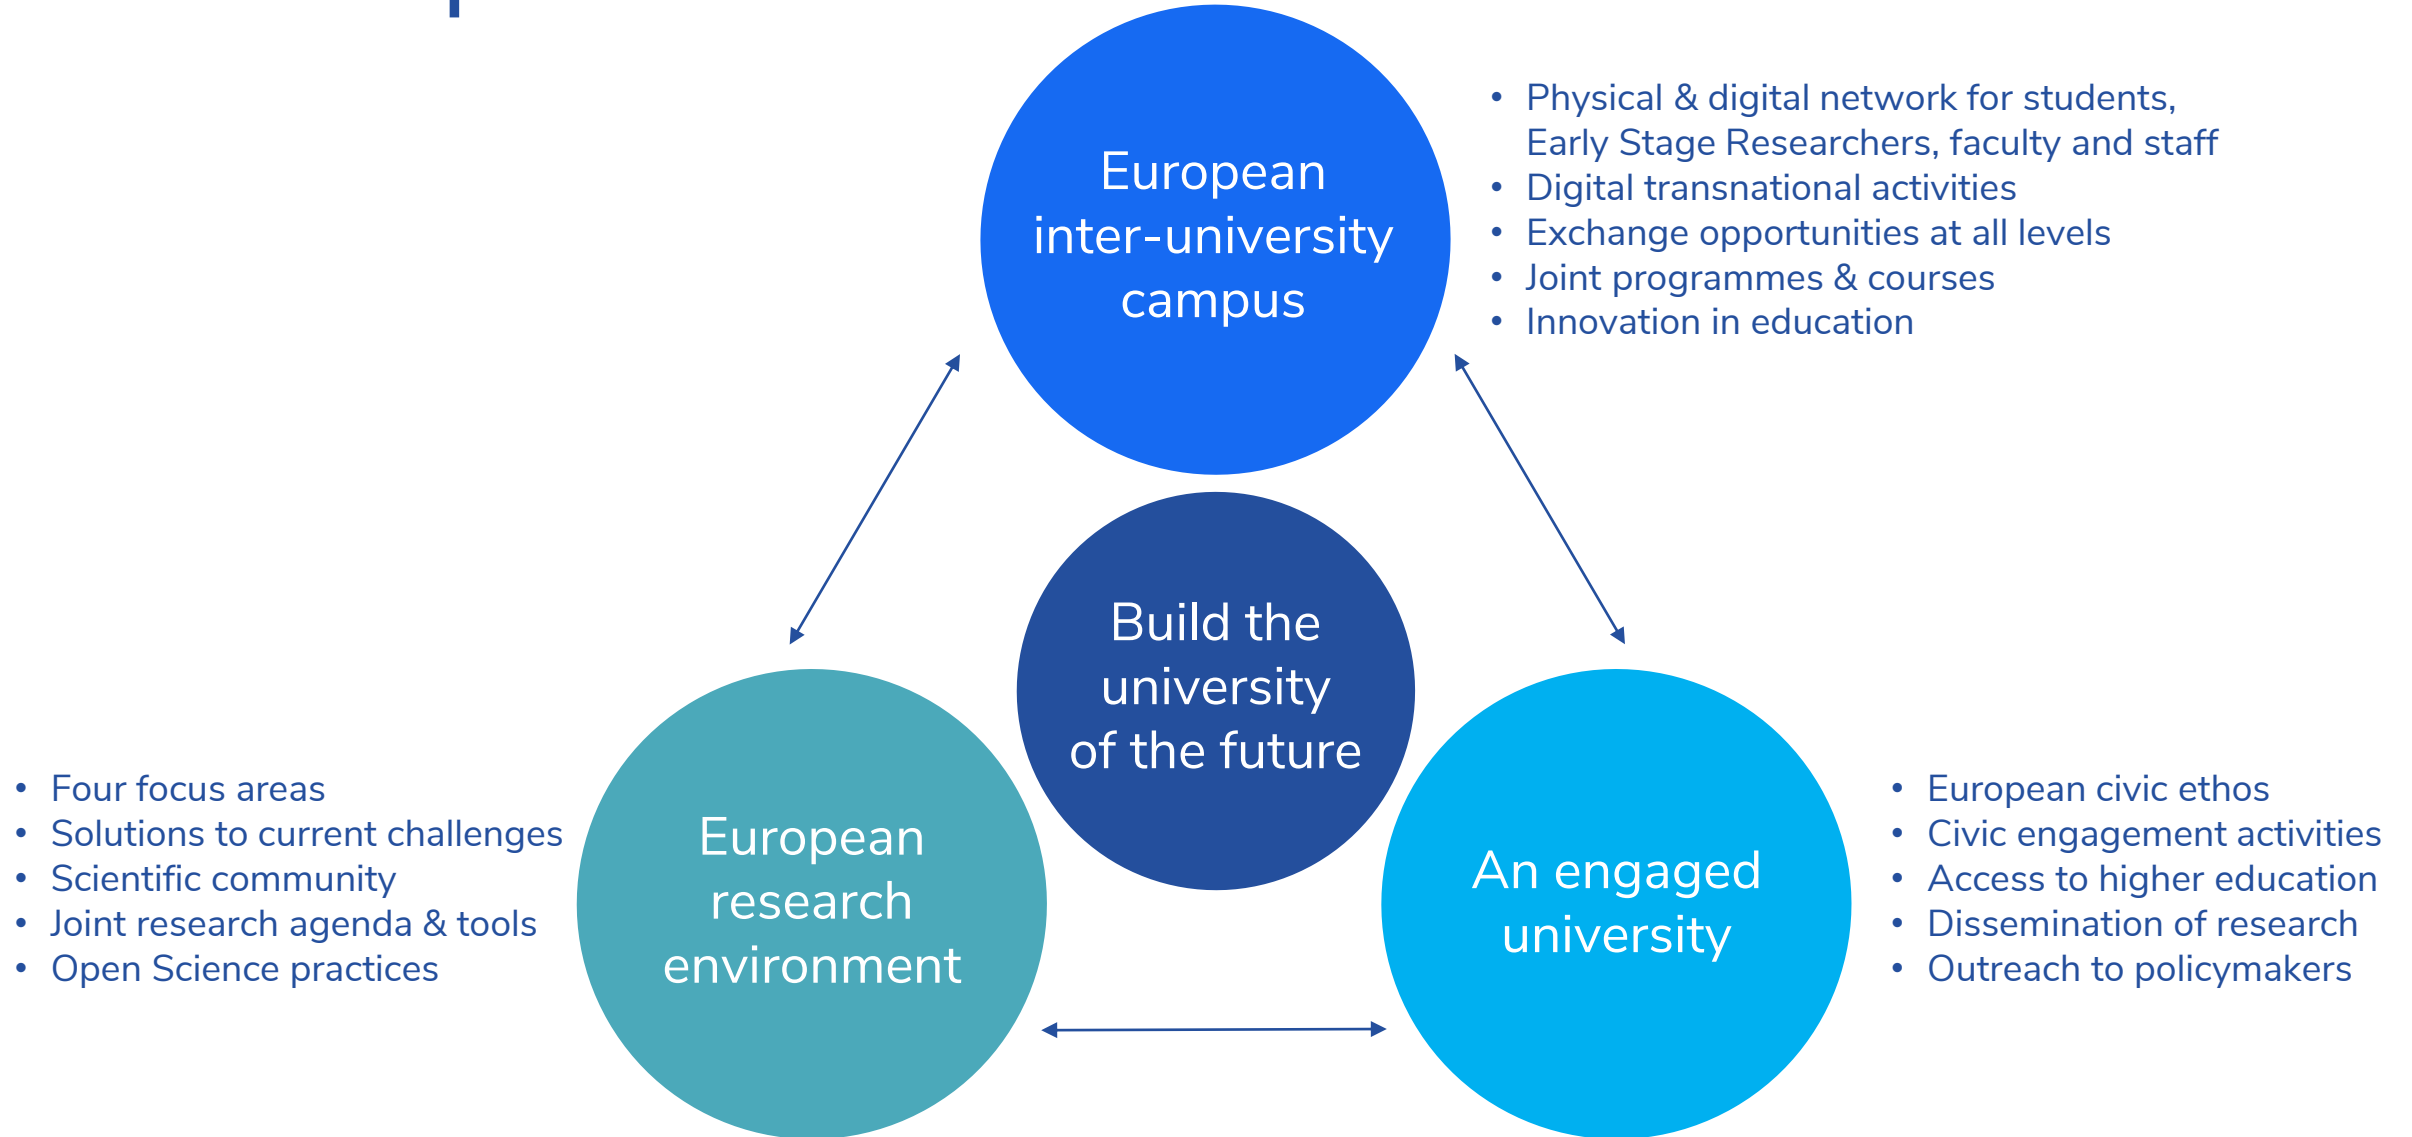 European
inter-university
campus
• Physical & digital network for students,
Early Stage Researchers, faculty and staff
• Digital transnational activities
• Exchange opportunities at all levels
• Joint programmes & courses
• Innovation in education
Build the
university
of the future
• Four focus areas
• Solutions to current challenges
• Scientific community
• Joint research agenda & tools
• Open Science practices
European
research
environment
An engaged
university
• European civic ethos
• Civic engagement activities
• Access to higher education
• Dissemination of research
• Outreach to policymakers